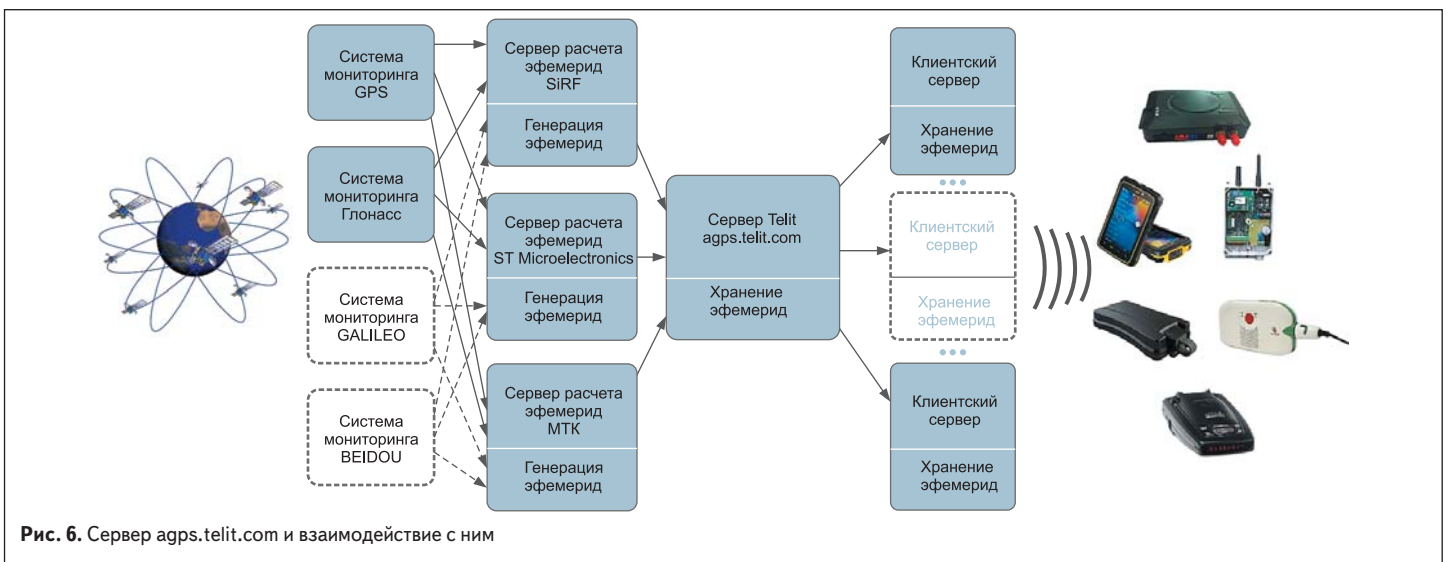 Система
мониторинга
GPS
Система
мониторинга
Глонасс
Система
мониторинга
GALILEO
Система
мониторинга
BEIDOU
Сервер расчета
эфемерид
SiRF
Генерация
эфемерид
Сервер расчета
эфемерид
ST Microelectronics
Генерация
эфемерид
Сервер расчета
эфемерид
МТК
Генерация
эфемерид
Сервер Telit
agps.telit.com
Хранение
эфемерид
Клиентский
сервер
Хранение
эфемерид
Клиентский
сервер
Хранение
эфемерид
Клиентский
сервер
Хранение
эфемерид
Рис. 6. Сервер agps.telit.com и взаимодействие с ним